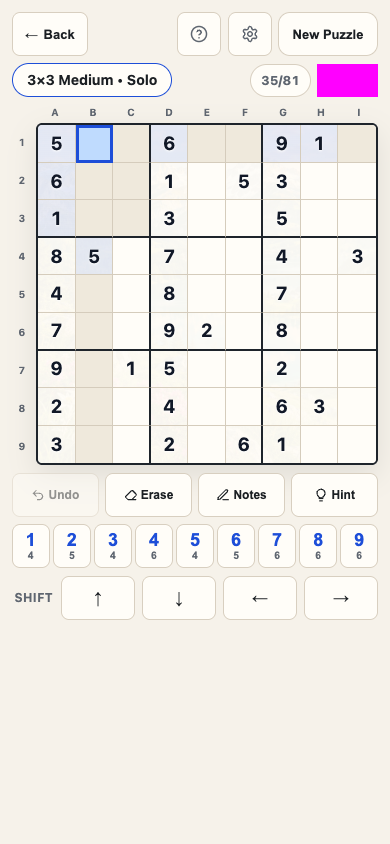 ← Back
New Puzzle
3×3 Medium • Solo
35/81
A B C D E F G H I
1 5 6 9 1
2 6 1 5 3
3 1 3 5
4 8 5 7 4 3
5 4 8 7
6 7 9 2 8
7 9 1 5 2
8 2 4 6 3
9 3 2 6 1
Undo Erase Notes Hint
1 2 3 4 5 6 7 8 9
4 5 4 6 4 5 6 6 6
SHIFT ↑ ↓ ← →